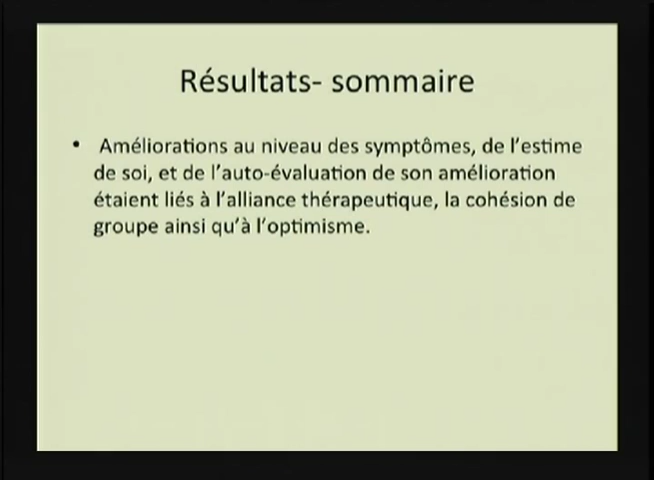 Résultats- sommaire
• Améliorations au niveau des symptômes, de l'estime
de soi, et de l'auto-évaluation de son amélioration
étaient liés à l'alliance thérapeutique, la cohésion de
groupe ainsi qu'à l'optimisme.